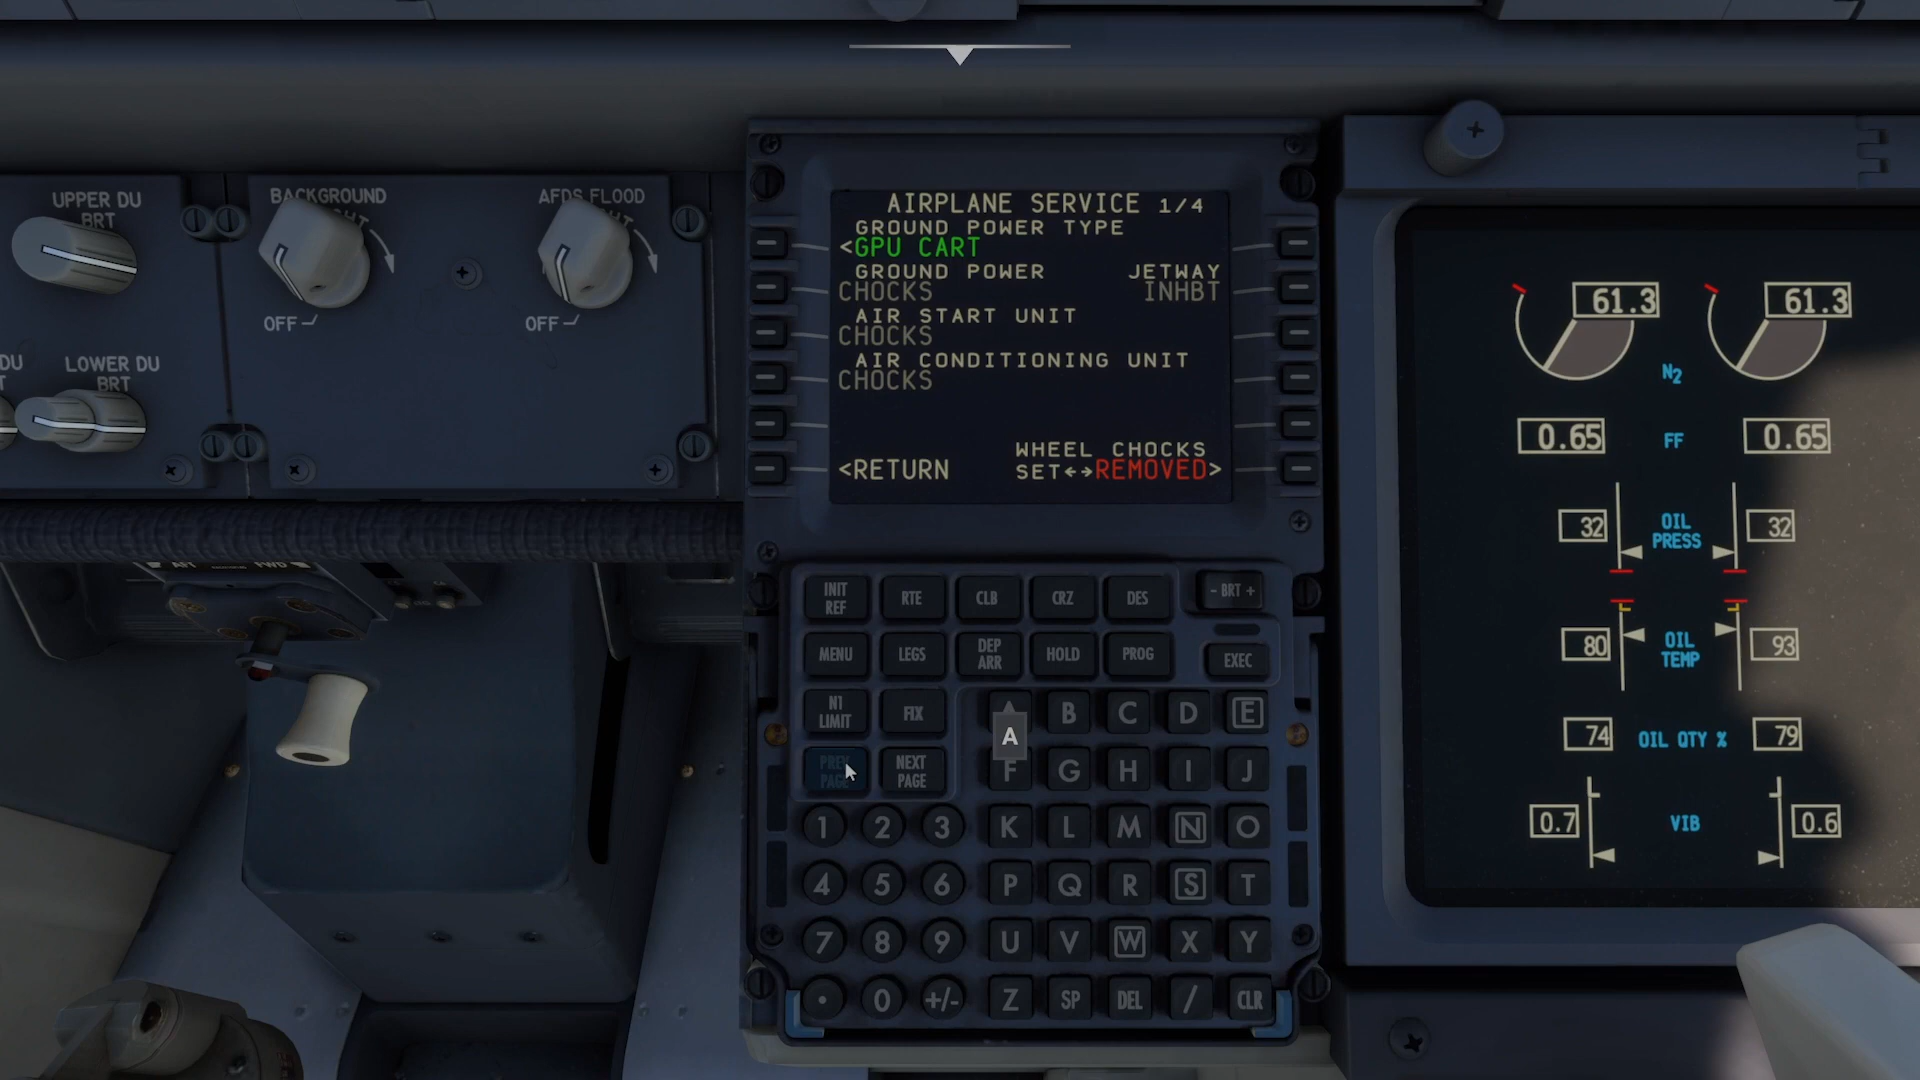 UPPER DU
BRT
BACKGROUND
AFDS FLOOD
OFF
OFF
DU
LOWER DU
BRT
AFT
FWD
AIRPLANE SERVICE 1/4
GROUND POWER TYPE
<GPU CART
GROUND POWER JETWAY
CHOCKS INHBT
AIR START UNIT
CHOCKS
AIR CONDITIONING UNIT
CHOCKS
WHEEL CHOCKS
<RETURN SET←→REMOVED>
INIT
REF
RTE
CLB
CRZ
DES
- BRT +
MENU
LEGS
DEP
ARR
HOLD
PROG
EXEC
N1
LIMIT
FIX
A
B C D E
PREV
PAGE
NEXT
PAGE
F G H I J
1 2 3 K L M N O
4 5 6 P Q R S T
7 8 9 U V W X Y
• 0 +/- Z SP DEL / CLR
61.3 61.3
N2
0.65 FF 0.65
32 OIL
PRESS 32
80 OIL
TEMP 93
74 OIL QTY % 79
0.7 VIB 0.6